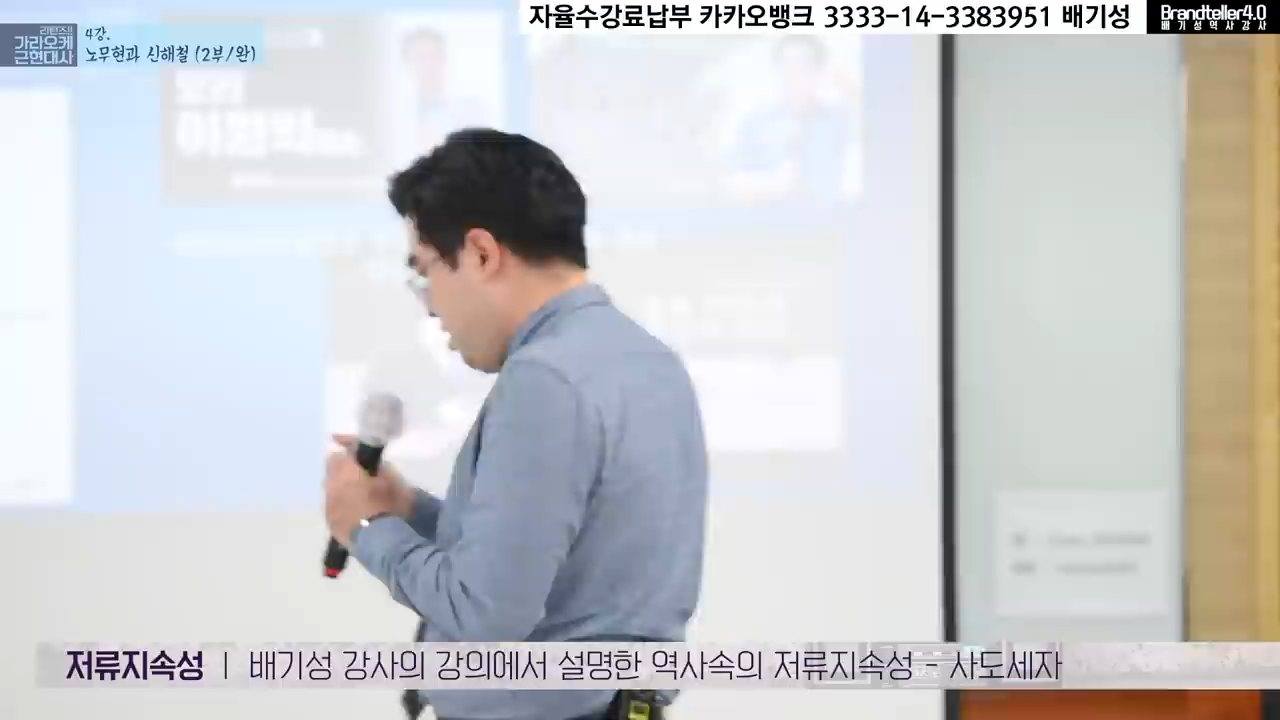 자율수강료납부 카카오뱅크 3333-14-3383951 배기성
Brandteller4.0
배기성역사강사
리턴즈!!
가라오케
근현대사
4강.
노무현과 신해철 (2부/완)
저류지속성 | 배기성 강사의 강의에서 설명한 역사속의 저류지속성 - 사도세자